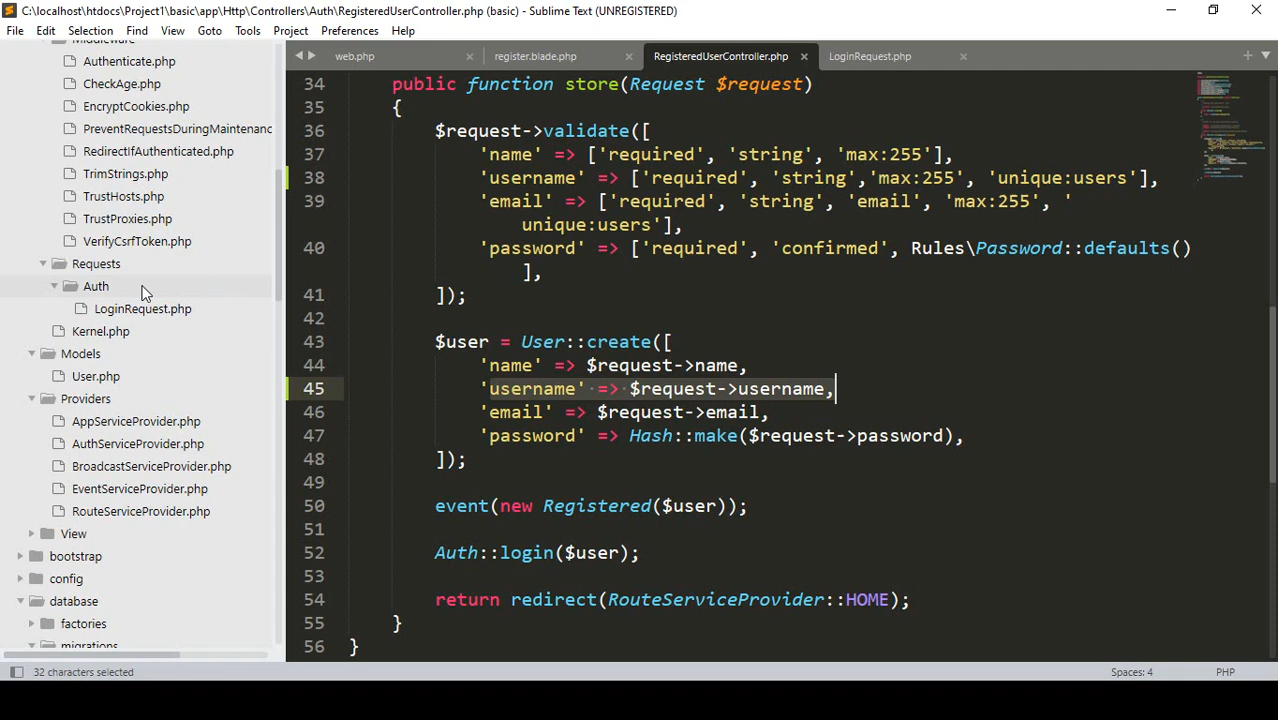 C:\localhost\htdocs\Project1\basic\app\Http\Controllers\Auth\RegisteredUserController.php (basic) - Sublime Text (UNREGISTERED)
File Edit Selection Find View Goto Tools Project Preferences Help
Middleware
Authenticate.php
CheckAge.php
EncryptCookies.php
PreventRequestsDuringMaintenanc
RedirectIfAuthenticated.php
TrimStrings.php
TrustHosts.php
TrustProxies.php
VerifyCsrfToken.php
Requests
Auth
LoginRequest.php
Kernel.php
Models
User.php
Providers
AppServiceProvider.php
AuthServiceProvider.php
BroadcastServiceProvider.php
EventServiceProvider.php
RouteServiceProvider.php
View
bootstrap
config
database
factories
migrations
web.php register.blade.php RegisteredUserController.php LoginRequest.php
34 public function store(Request $request)
35 {
36 $request->validate([
37 'name' => ['required', 'string', 'max:255'],
38 'username' => ['required', 'string','max:255', 'unique:users'],
39 'email' => ['required', 'string', 'email', 'max:255', '
unique:users'],
40 'password' => ['required', 'confirmed', Rules\Password::defaults()
],
41 ]);
42
43 $user = User::create([
44 'name' => $request->name,
45 'username' => $request->username,
46 'email' => $request->email,
47 'password' => Hash::make($request->password),
48 ]);
49
50 event(new Registered($user));
51
52 Auth::login($user);
53
54 return redirect(RouteServiceProvider::HOME);
55 }
56 }
32 characters selected Spaces: 4 PHP